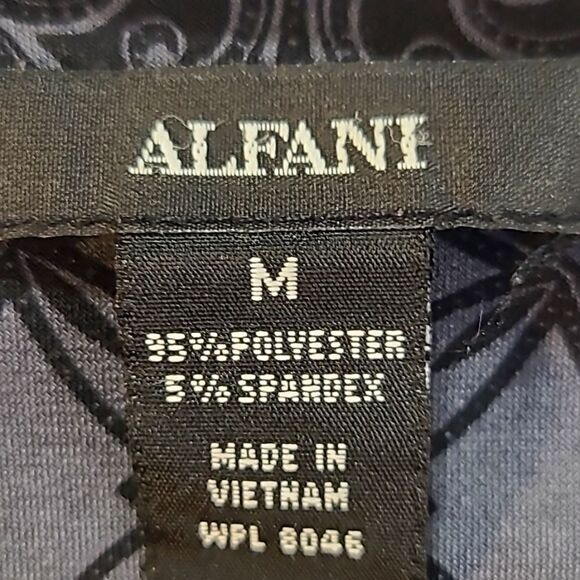 ALFANI
M
95% POLYESTER
5% SPANDEX
MADE IN
VIETNAM
WPL 8046